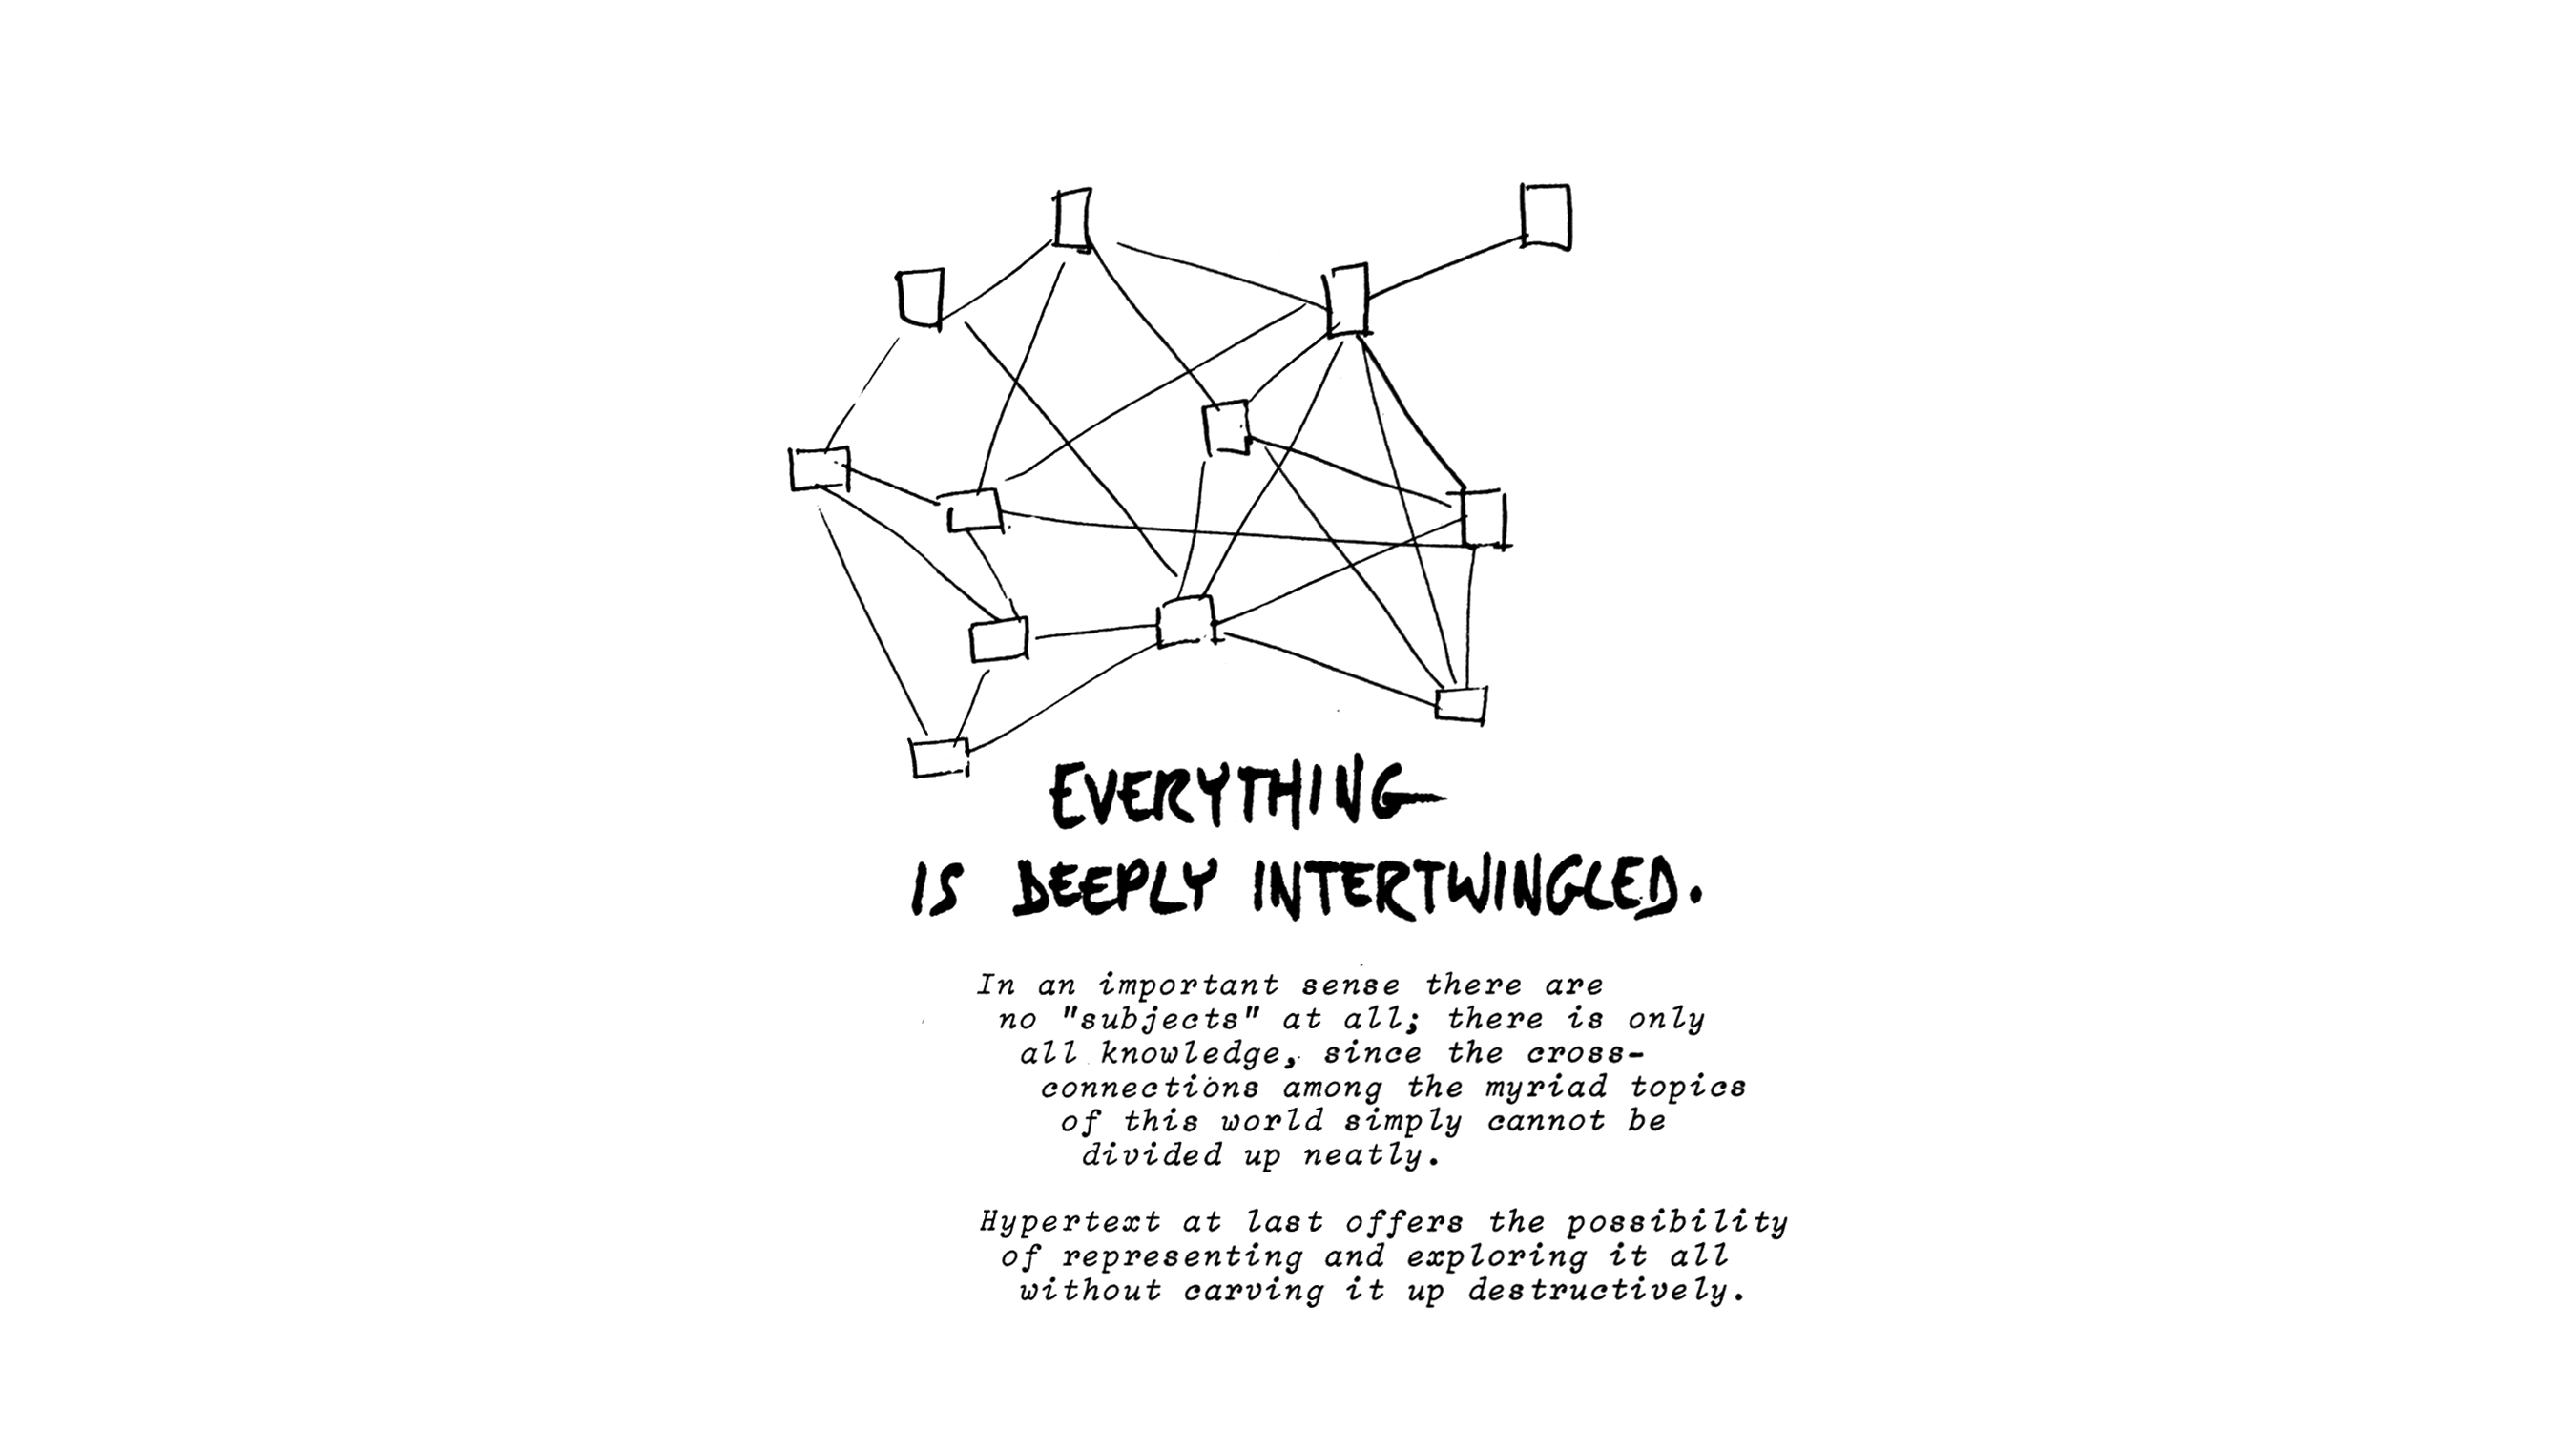 EVERYTHING
IS DEEPLY INTERTWINGLED.
In an important sense there are
no "subjects" at all; there is only
all knowledge, since the cross-
connections among the myriad topics
of this world simply cannot be
divided up neatly.
Hypertext at last offers the possibility
of representing and exploring it all
without carving it up destructively.